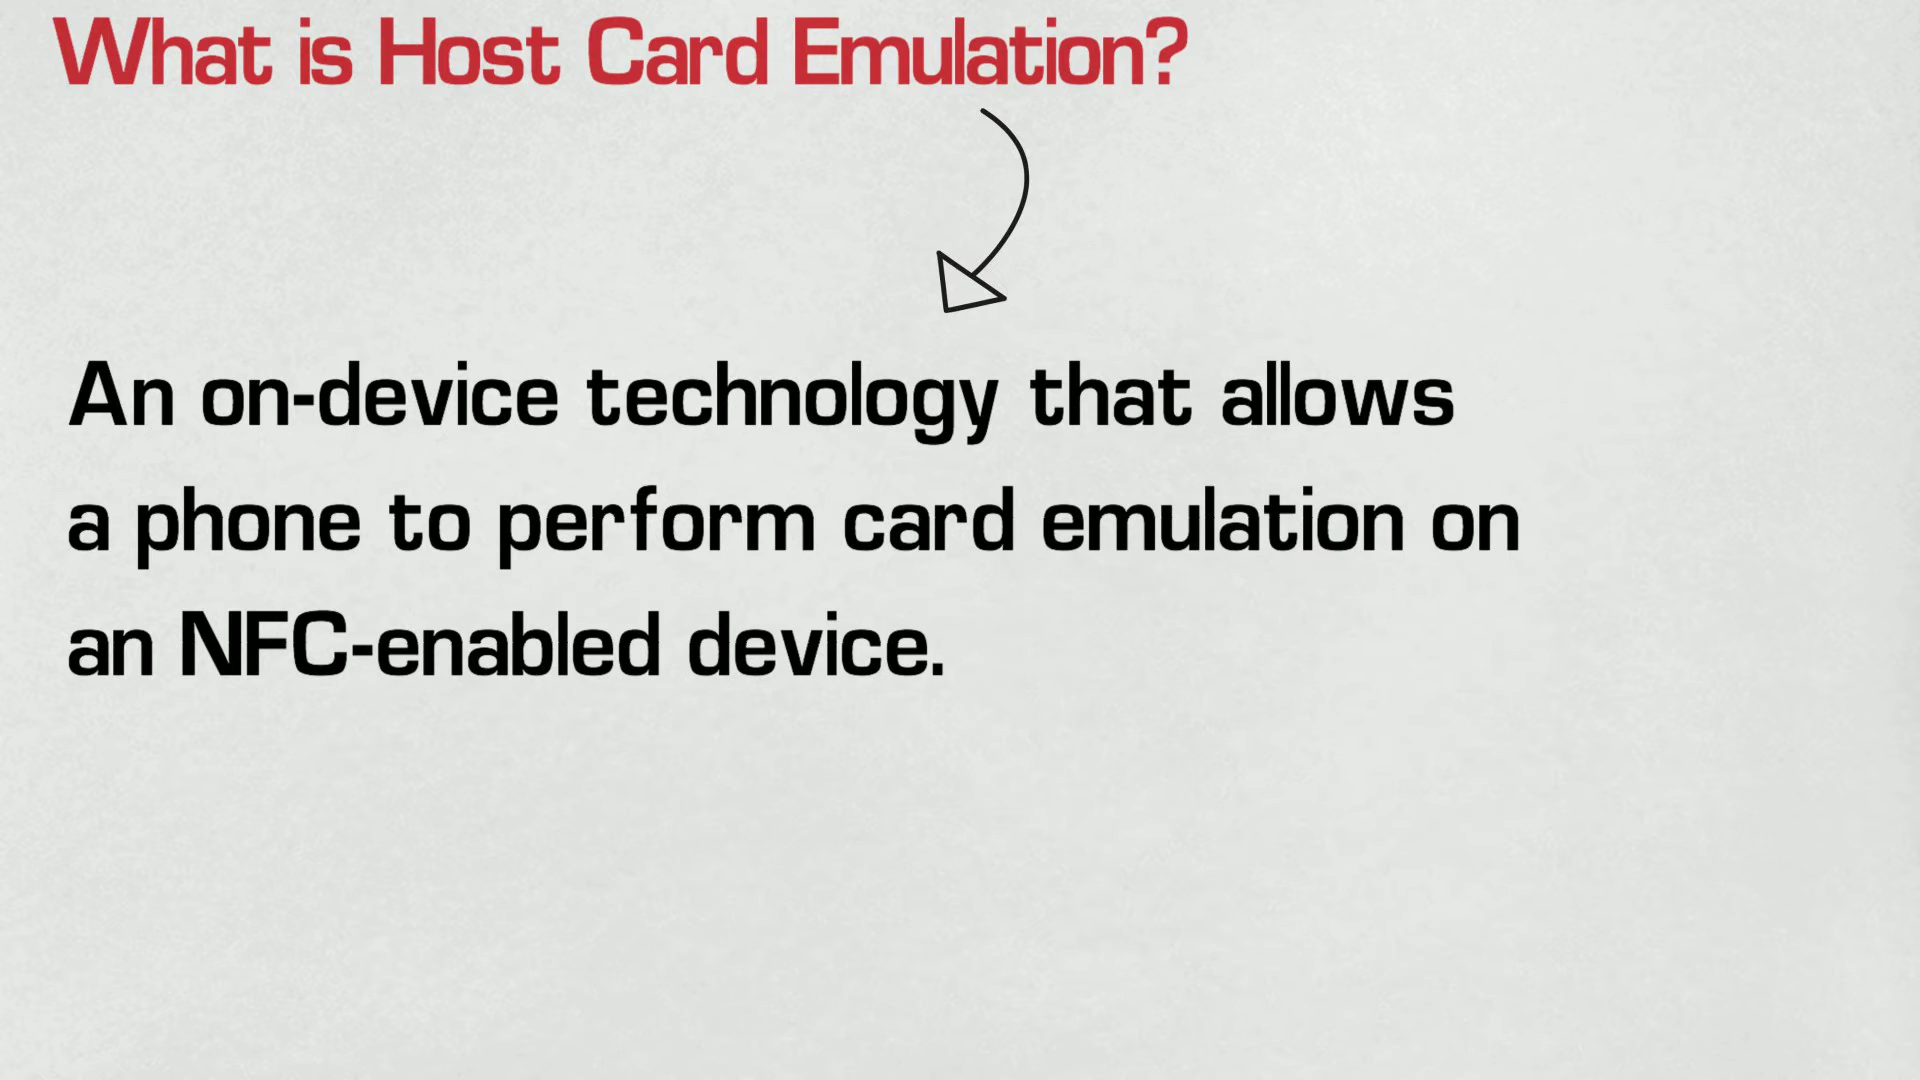 What is Host Card Emulation?
An on-device technology that allows
a phone to perform card emulation on
an NFC-enabled device.